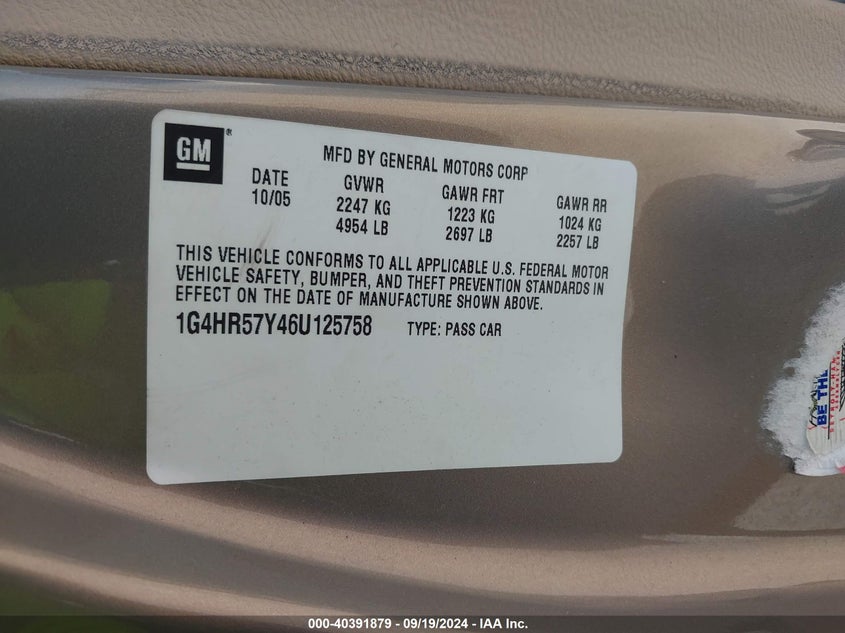 GM®
MFD BY GENERAL MOTORS CORP
DATE GVWR GAWR FRT GAWR RR
10/05 2247 KG 1223 KG 1024 KG
4954 LB 2697 LB 2257 LB
THIS VEHICLE CONFORMS TO ALL APPLICABLE U.S. FEDERAL MOTOR
VEHICLE SAFETY, BUMPER, AND THEFT PREVENTION STANDARDS IN
EFFECT ON THE DATE OF MANUFACTURE SHOWN ABOVE.
1G4HR57Y46U125758 TYPE: PASS CAR
BE THE
000-40391879 - 09/19/2024 - IAA Inc.